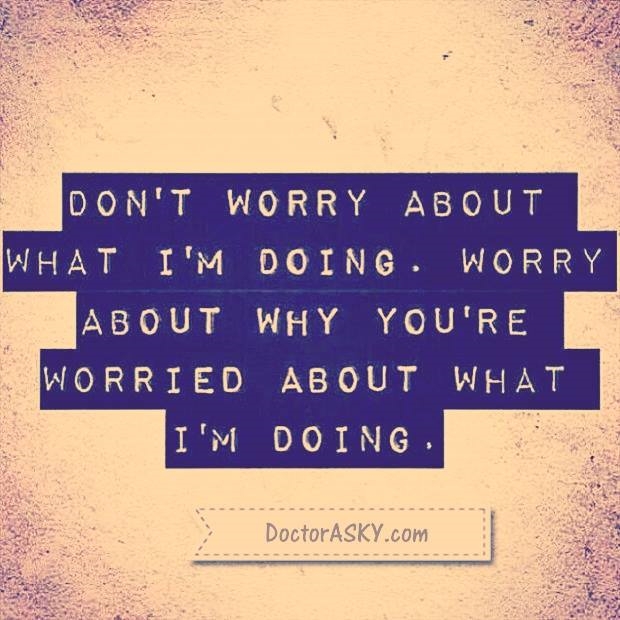 DON'T WORRY ABOUT
WHAT I'M DOING. WORRY
ABOUT WHY YOU'RE
WORRIED ABOUT WHAT
I'M DOING.
DoctorASKY.com